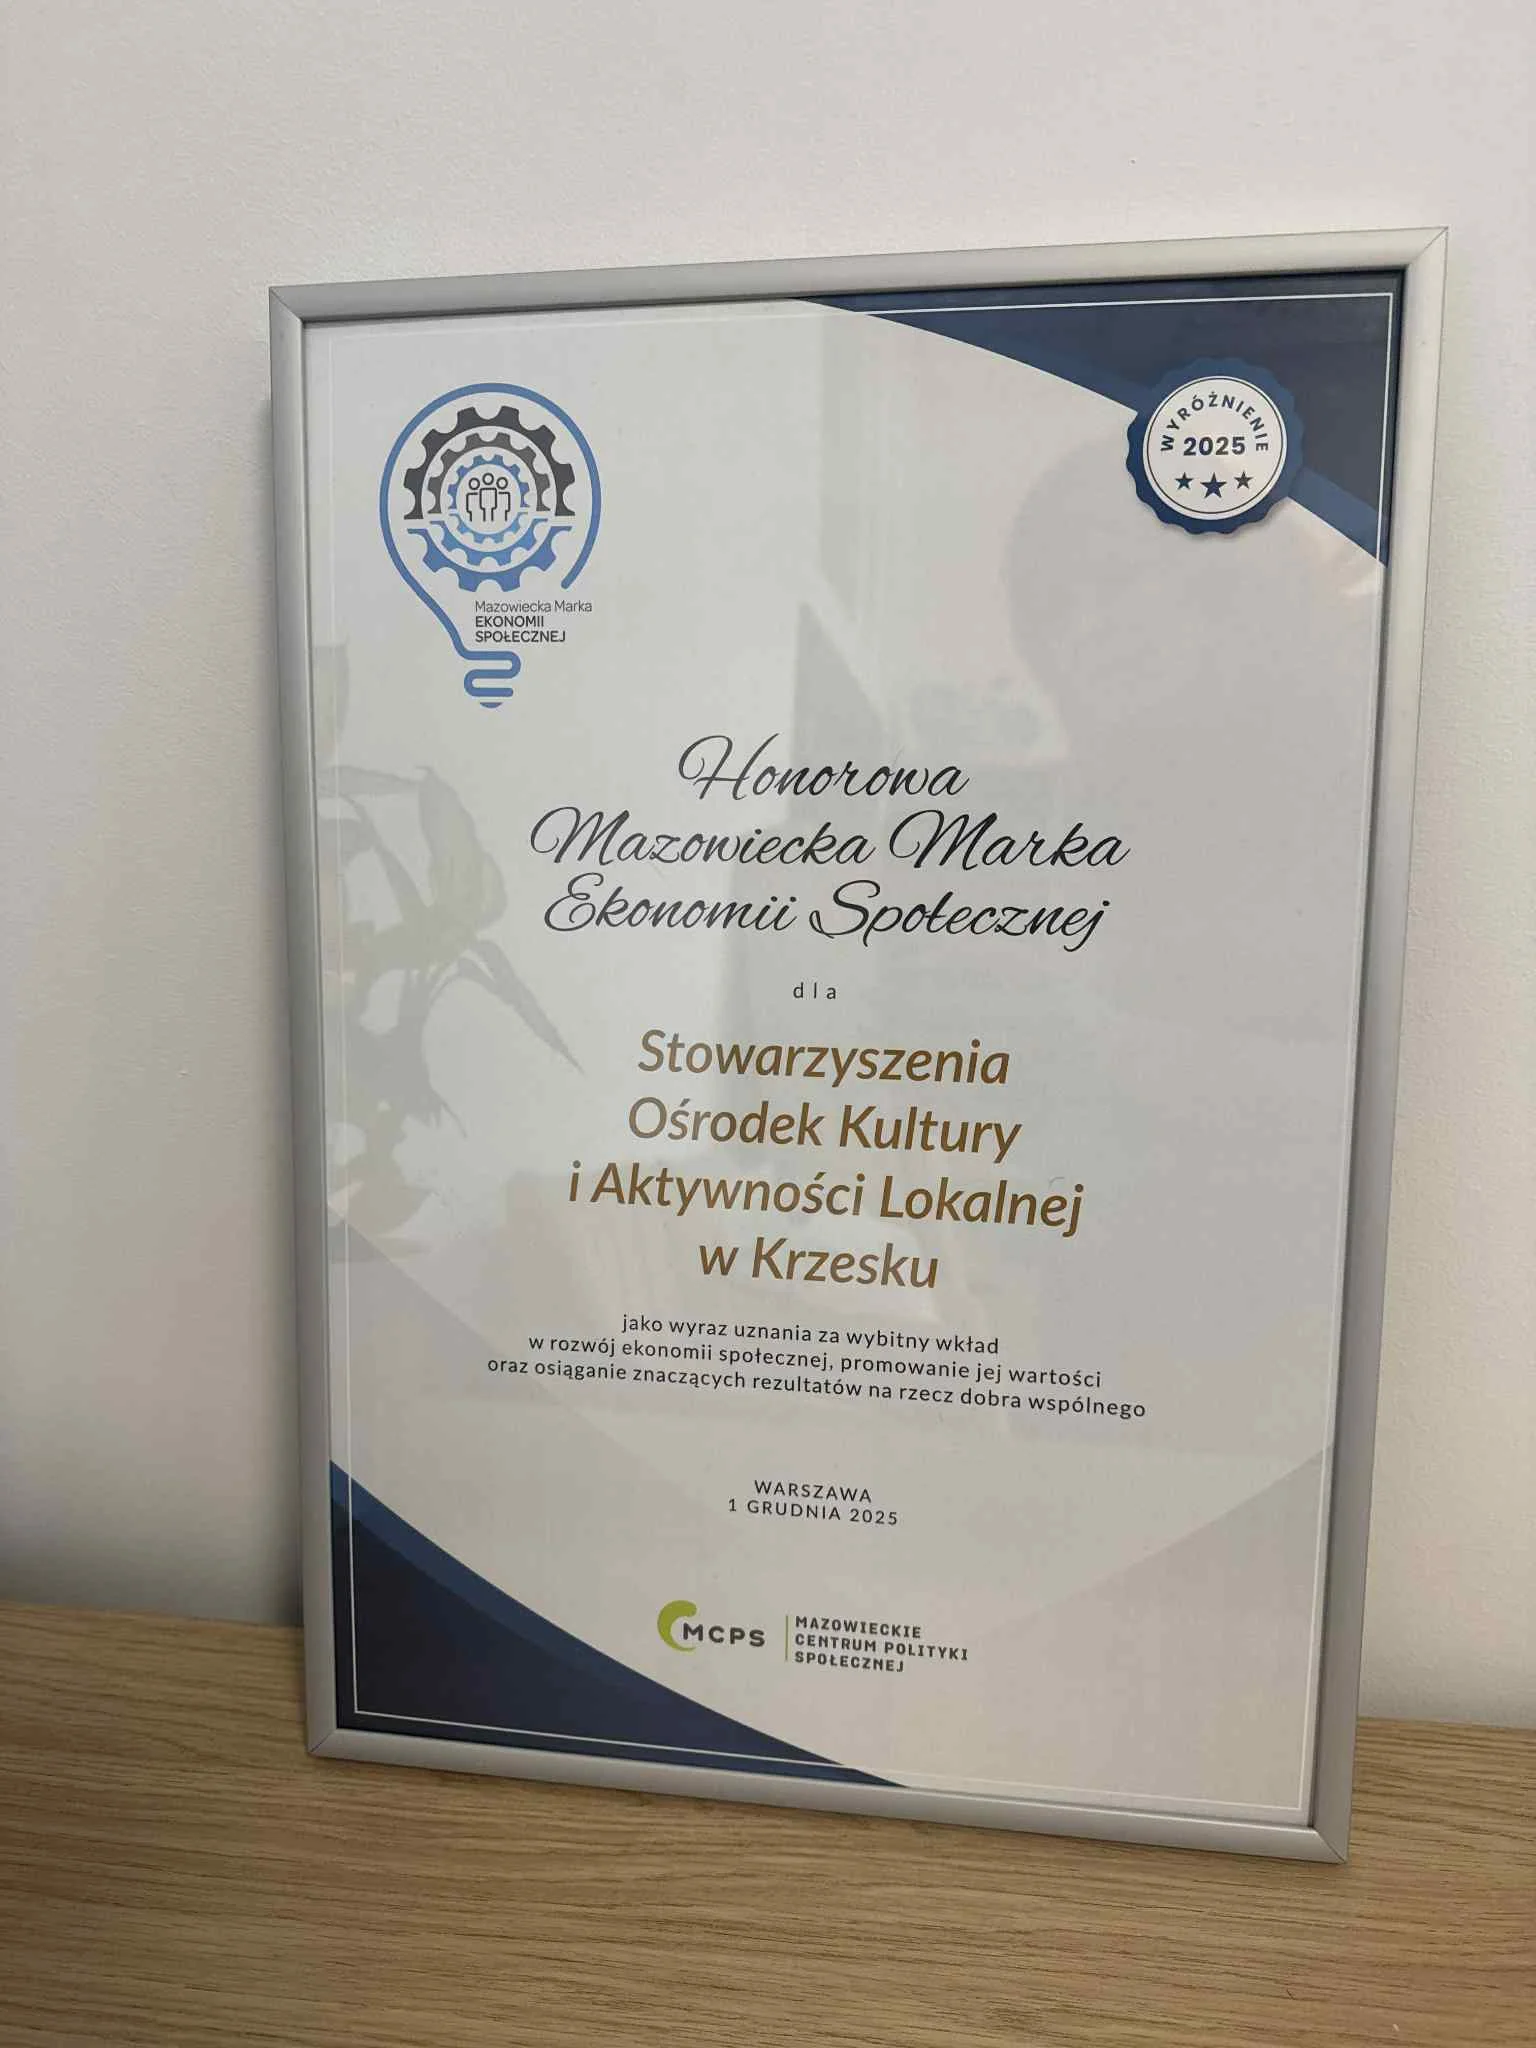 WYRÓŻNIENIE
2025
Mazowiecka Marka
EKONOMII
SPOŁECZNEJ
Honorowa
Mazowiecka Marka
Ekonomii Społecznej
dla
Stowarzyszenia
Ośrodek Kultury
i Aktywności Lokalnej
w Krzesku
jako wyraz uznania za wybitny wkład
w rozwój ekonomii społecznej, promowanie jej wartości
oraz osiąganie znaczących rezultatów na rzecz dobra wspólnego
WARSZAWA
1 GRUDNIA 2025
MCPS
MAZOWIECKIE
CENTRUM POLITYKI
SPOŁECZNEJ